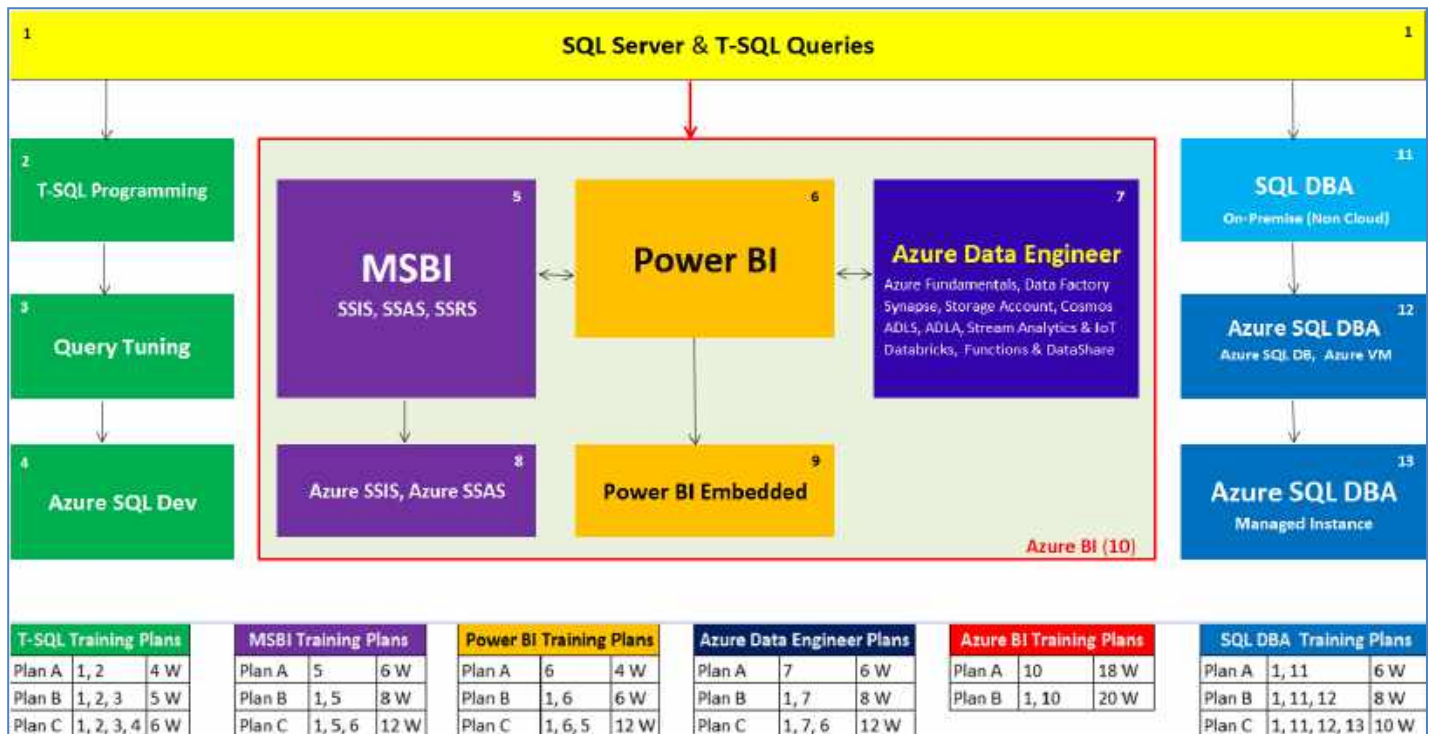 1
SQL Server & T-SQL Queries
1
2
T-SQL Programming
3
Query Tuning
4
Azure SQL Dev
5
MSBI
SSIS, SSAS, SSRS
6
Power BI
7
Azure Data Engineer
Azure Fundamentals, Data Factory
Synapse, Storage Account, Cosmos
ADLS, ADLA, Stream Analytics & IoT
Databricks, Functions & DataShare
8
Azure SSIS, Azure SSAS
9
Power BI Embedded
Azure BI (10)
11
SQL DBA
On-Premise (Non Cloud)
12
Azure SQL DBA
Azure SQL DB, Azure VM
13
Azure SQL DBA
Managed Instance
T-SQL Training Plans
Plan A 1, 2 4 W
Plan B 1, 2, 3 5 W
Plan C 1, 2, 3, 4 6 W
MSBI Training Plans
Plan A 5 6 W
Plan B 1, 5 8 W
Plan C 1, 5, 6 12 W
Power BI Training Plans
Plan A 6 4 W
Plan B 1, 6 6 W
Plan C 1, 6, 5 12 W
Azure Data Engineer Plans
Plan A 7 6 W
Plan B 1, 7 8 W
Plan C 1, 7, 6 12 W
Azure BI Training Plans
Plan A 10 18 W
Plan B 1, 10 20 W
SQL DBA Training Plans
Plan A 1, 11 6 W
Plan B 1, 11, 12 8 W
Plan C 1, 11, 12, 13 10 W